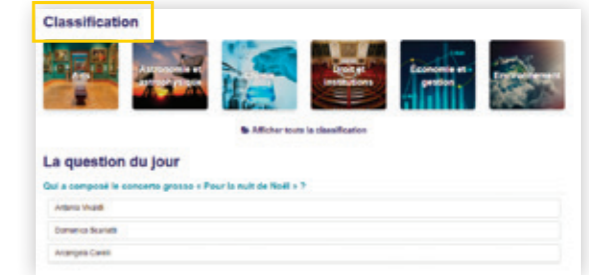 Classification
Arts
Astronomie et
astrophysique
Chimie
Droit et
institutions
Économie et
gestion
Environnement
Afficher toute la classification
La question du jour
Qui a composé le concerto grosso « Pour la nuit de Noël » ?
Antonio Vivaldi
Domenico Scarlatti
Arcangelo Corelli